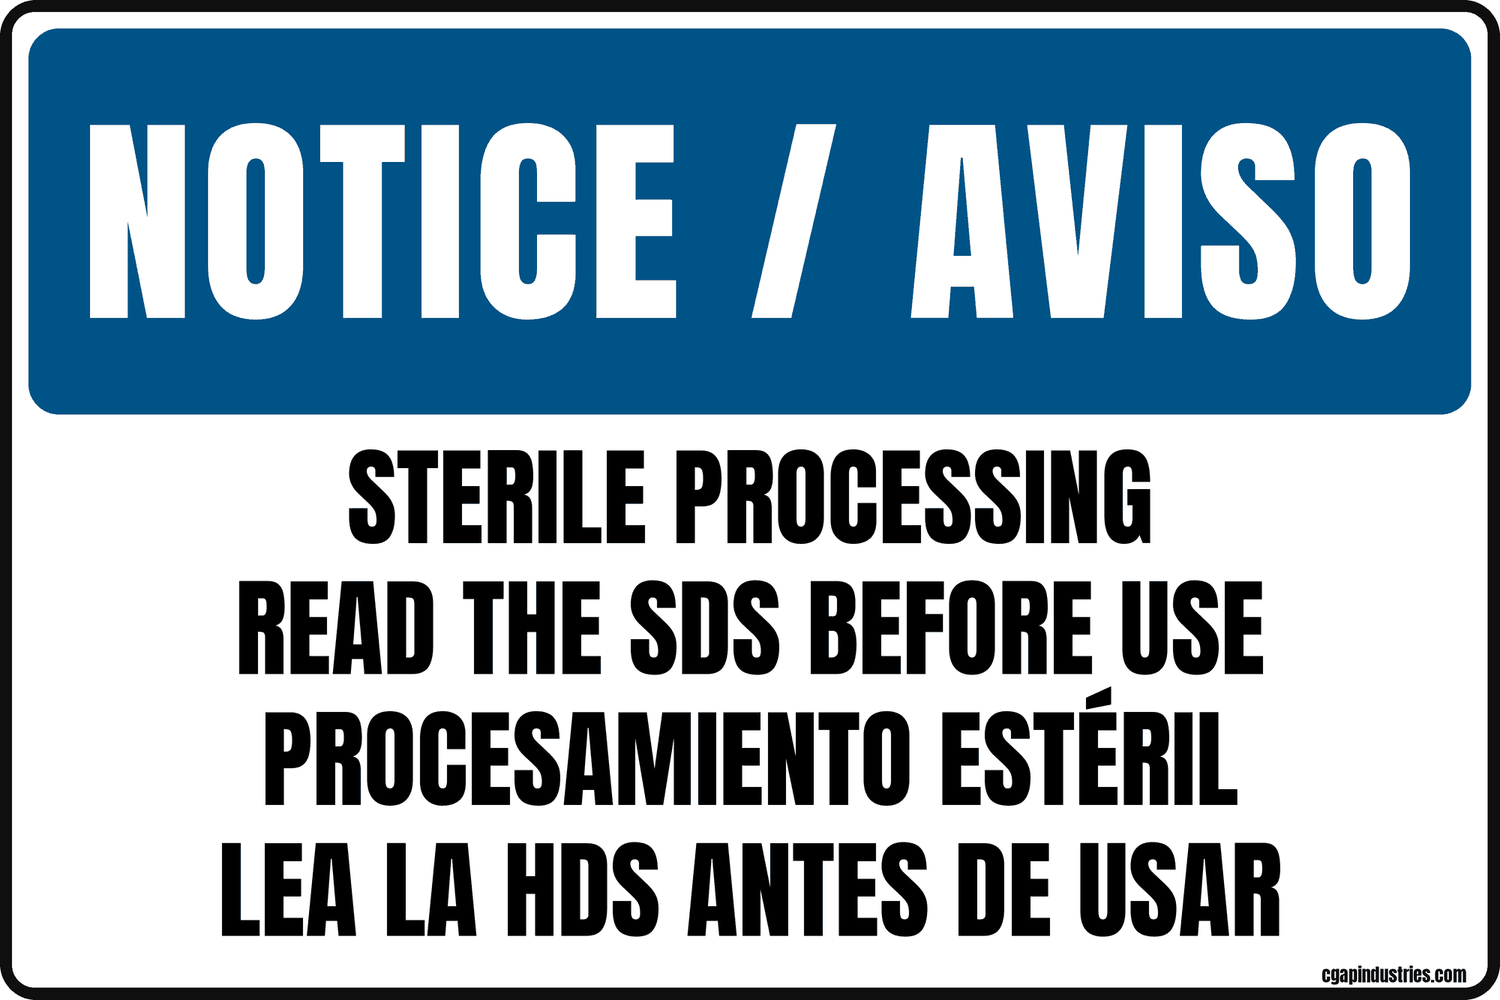 NOTICE / AVISO
STERILE PROCESSING
READ THE SDS BEFORE USE
PROCESAMIENTO ESTÉRIL
LEA LA HDS ANTES DE USAR
cgapindustries.com